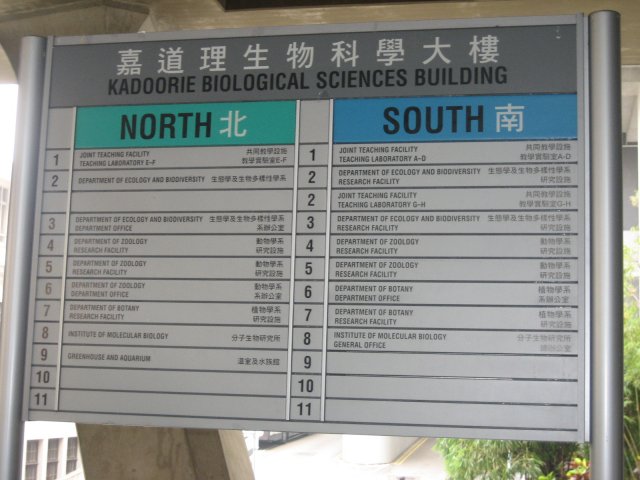 嘉道理生物科學大樓
KADOORIE BIOLOGICAL SCIENCES BUILDING
NORTH 北
1 JOINT TEACHING FACILITY 共同教學設施
TEACHING LABORATORY E-F 教學實驗室E-F
2 DEPARTMENT OF ECOLOGY AND BIODIVERSITY 生態學及生物多樣性學系
3 DEPARTMENT OF ECOLOGY AND BIODIVERSITY 生態學及生物多樣性學系
DEPARTMENT OFFICE 系辦公室
4 DEPARTMENT OF ZOOLOGY 動物學系
RESEARCH FACILITY 研究設施
5 DEPARTMENT OF ZOOLOGY 動物學系
RESEARCH FACILITY 研究設施
6 DEPARTMENT OF ZOOLOGY 動物學系
DEPARTMENT OFFICE 系辦公室
7 DEPARTMENT OF BOTANY 植物學系
RESEARCH FACILITY 研究設施
8 INSTITUTE OF MOLECULAR BIOLOGY 分子生物研究所
9 GREENHOUSE AND AQUARIUM 溫室及水族館
10
11
SOUTH 南
1 JOINT TEACHING FACILITY 共同教學設施
TEACHING LABORATORY A-D 教學實驗室A-D
2 DEPARTMENT OF ECOLOGY AND BIODIVERSITY 生態學及生物多樣性學系
RESEARCH FACILITY 研究設施
2 JOINT TEACHING FACILITY 共同教學設施
TEACHING LABORATORY G-H 教學實驗室G-H
3 DEPARTMENT OF ECOLOGY AND BIODIVERSITY 生態學及生物多樣性學系
RESEARCH FACILITY 研究設施
4 DEPARTMENT OF ZOOLOGY 動物學系
RESEARCH FACILITY 研究設施
5 DEPARTMENT OF ZOOLOGY 動物學系
RESEARCH FACILITY 研究設施
6 DEPARTMENT OF BOTANY 植物學系
DEPARTMENT OFFICE 系辦公室
7 DEPARTMENT OF BOTANY 植物學系
RESEARCH FACILITY 研究設施
8 INSTITUTE OF MOLECULAR BIOLOGY 分子生物研究所
GENERAL OFFICE 總辦公室
9
10
11